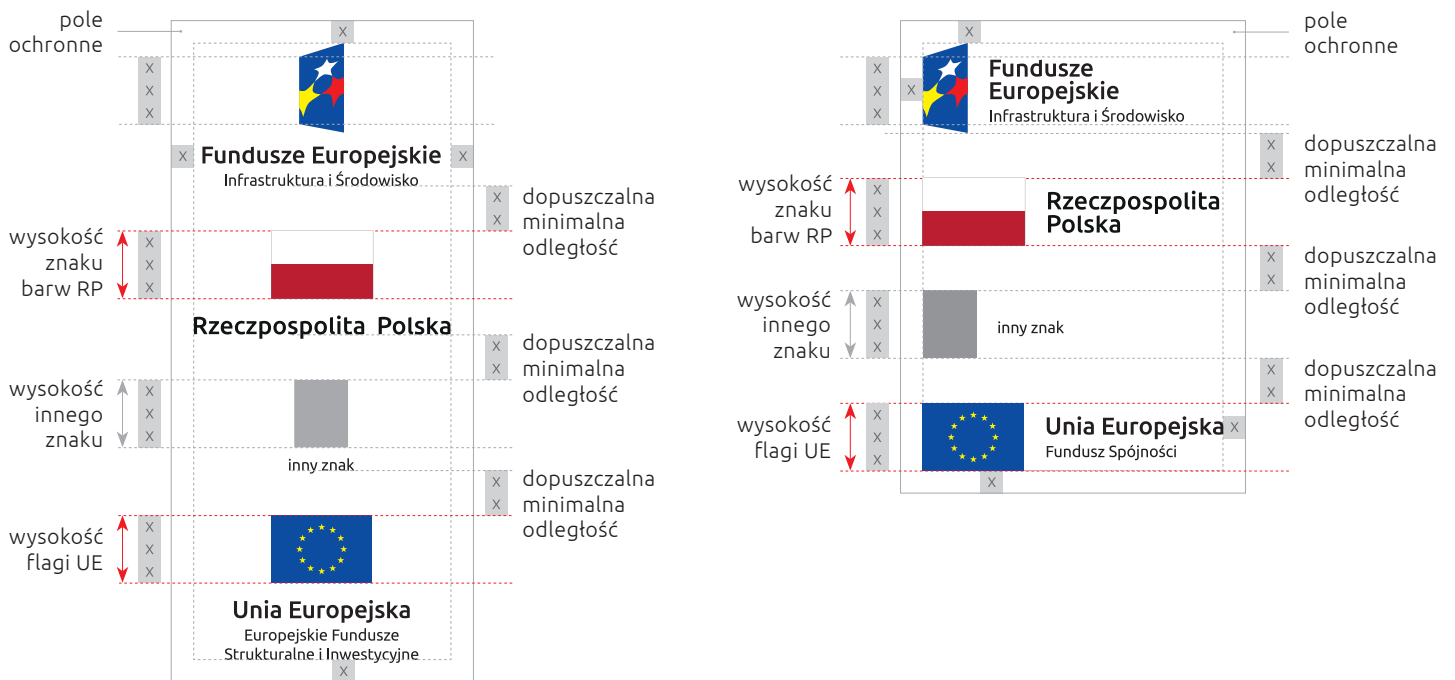 pole
ochronne
X
X
X
X
X
Fundusze Europejskie
X
Infrastruktura i Środowisko
X
X
dopuszczalna
minimalna
odległość
wysokość
znaku
barw RP
X
X
X
Rzeczpospolita Polska
X
X
dopuszczalna
minimalna
odległość
wysokość
innego
znaku
X
X
X
inny znak
X
X
dopuszczalna
minimalna
odległość
wysokość
flagi UE
X
X
X
Unia Europejska
Europejskie Fundusze
Strukturalne i Inwestycyjne
X
pole
ochronne
X
X
X
X
X
Fundusze
Europejskie
Infrastruktura i Środowisko
X
X
dopuszczalna
minimalna
odległość
wysokość
znaku
barw RP
X
X
X
Rzeczpospolita
Polska
X
X
dopuszczalna
minimalna
odległość
wysokość
innego
znaku
X
X
X
inny znak
X
X
dopuszczalna
minimalna
odległość
wysokość
flagi UE
X
X
X
Unia Europejska
Fundusz Spójności
X
X